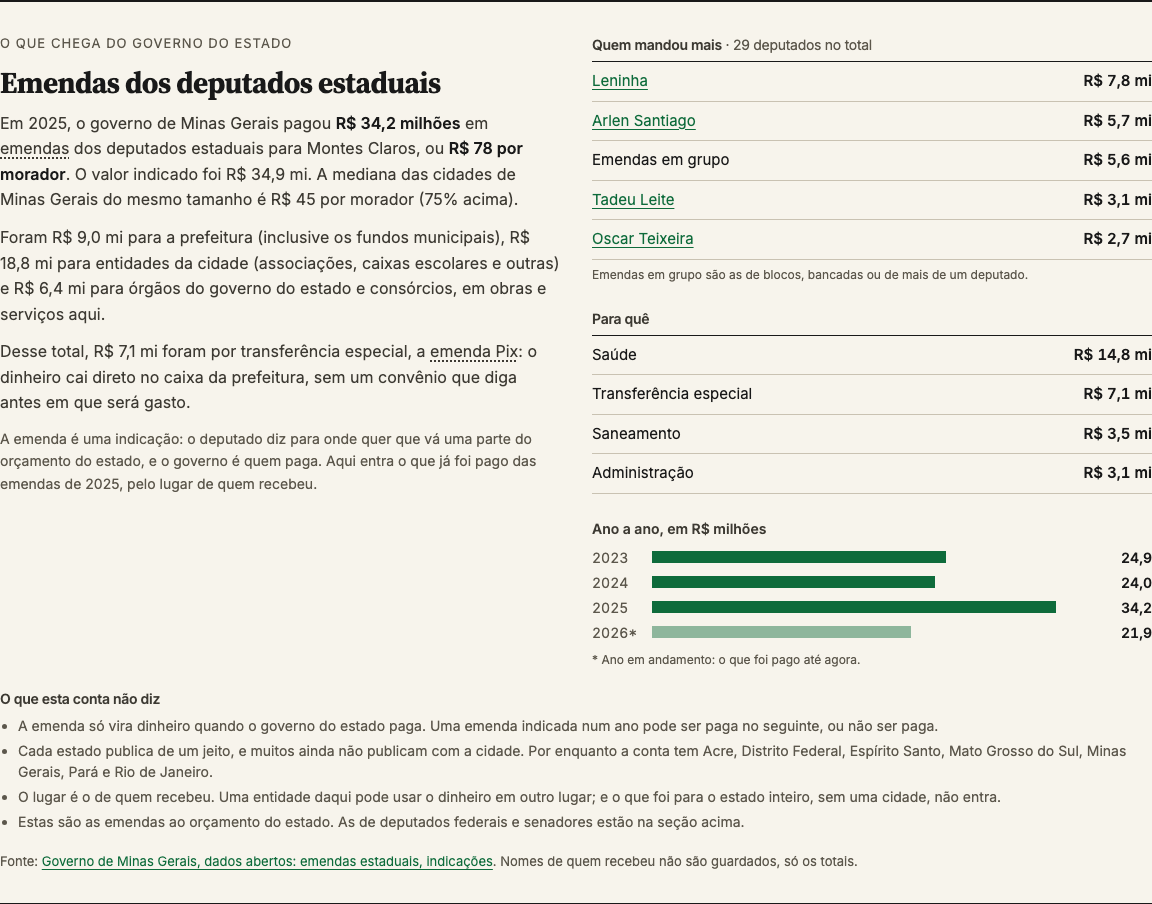 O QUE CHEGA DO GOVERNO DO ESTADO
Emendas dos deputados estaduais
Em 2025, o governo de Minas Gerais pagou R$ 34,2 milhões em
emendas dos deputados estaduais para Montes Claros, ou R$ 78 por
morador. O valor indicado foi R$ 34,9 mi. A mediana das cidades de
Minas Gerais do mesmo tamanho é R$ 45 por morador (75% acima).
Foram R$ 9,0 mi para a prefeitura (inclusive os fundos municipais), R$
18,8 mi para entidades da cidade (associações, caixas escolares e outras)
e R$ 6,4 mi para órgãos do governo do estado e consórcios, em obras e
serviços aqui.
Desse total, R$ 7,1 mi foram por transferência especial, a emenda Pix: o
dinheiro cai direto no caixa da prefeitura, sem um convênio que diga
antes em que será gasto.
A emenda é uma indicação: o deputado diz para onde quer que vá uma parte do
orçamento do estado, e o governo é quem paga. Aqui entra o que já foi pago das
emendas de 2025, pelo lugar de quem recebeu.
Quem mandou mais · 29 deputados no total
Leninha R$ 7,8 mi
Arlen Santiago R$ 5,7 mi
Emendas em grupo R$ 5,6 mi
Tadeu Leite R$ 3,1 mi
Oscar Teixeira R$ 2,7 mi
Emendas em grupo são as de blocos, bancadas ou de mais de um deputado.
Para quê
Saúde R$ 14,8 mi
Transferência especial R$ 7,1 mi
Saneamento R$ 3,5 mi
Administração R$ 3,1 mi
Ano a ano, em R$ milhões
2023 24,9
2024 24,0
2025 34,2
2026* 21,9
* Ano em andamento: o que foi pago até agora.
O que esta conta não diz
• A emenda só vira dinheiro quando o governo do estado paga. Uma emenda indicada num ano pode ser paga no seguinte, ou não ser paga.
• Cada estado publica de um jeito, e muitos ainda não publicam com a cidade. Por enquanto a conta tem Acre, Distrito Federal, Espírito Santo, Mato Grosso do Sul, Minas
Gerais, Pará e Rio de Janeiro.
• O lugar é o de quem recebeu. Uma entidade daqui pode usar o dinheiro em outro lugar; e o que foi para o estado inteiro, sem uma cidade, não entra.
• Estas são as emendas ao orçamento do estado. As de deputados federais e senadores estão na seção acima.
Fonte: Governo de Minas Gerais, dados abertos: emendas estaduais, indicações. Nomes de quem recebeu não são guardados, só os totais.